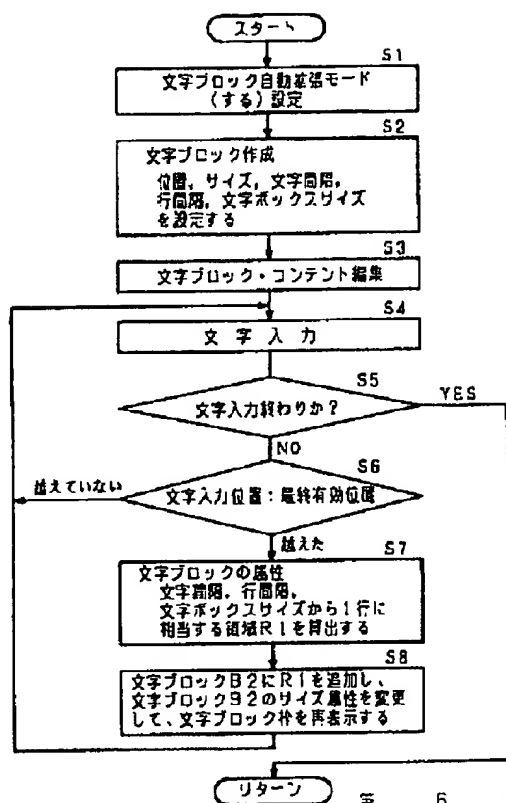 スタート
S1
文字ブロック自動拡張モード
(する)設定
S2
文字ブロック作成
位置，サイズ，文字間隔，
行間隔，文字ボックスサイズ
を設定する
S3
文字ブロック・コンテント編集
S4
文字入力
S5
YES
文字入力終わりか？
NO
S6
越えていない
文字入力位置：最終有効位置
越えた
S7
文字ブロックの属性
文字間隔，行間隔，
文字ボックスサイズから1行に
相当する領域R1を算出する
S8
文字ブロックB2にR1を追加し、
文字ブロックB2のサイズ属性を変更
して、文字ブロック枠を再表示する
リターン
第 5